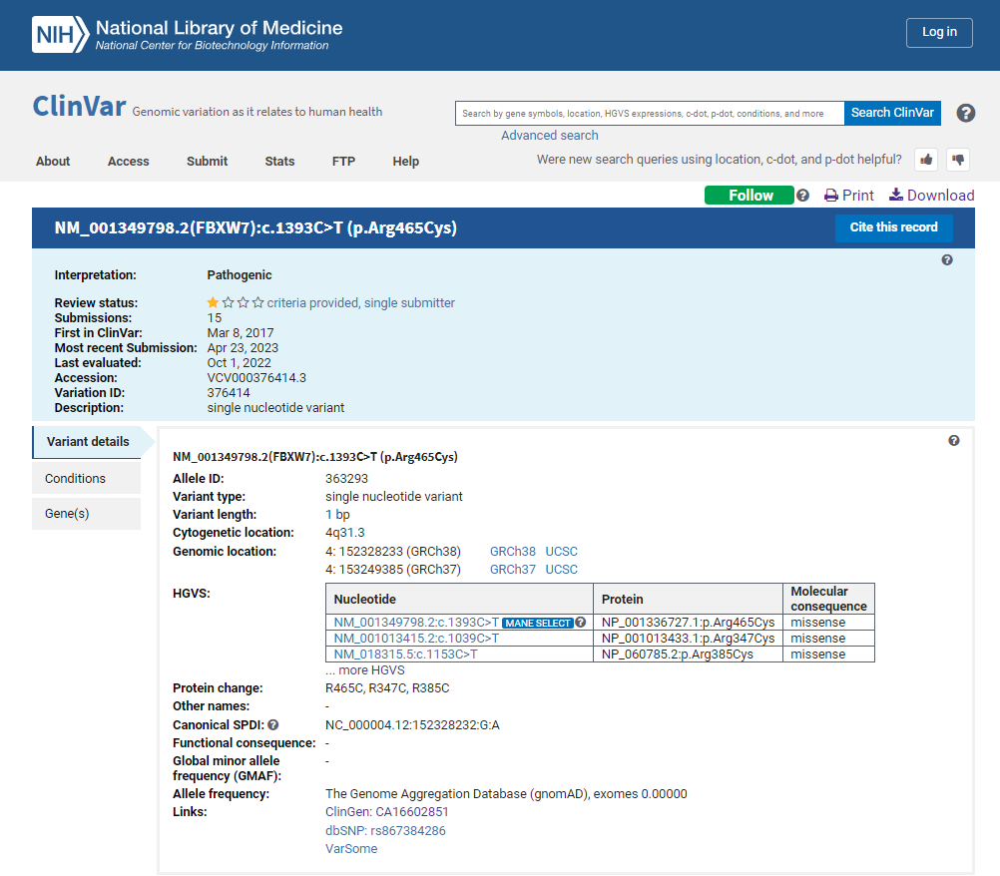 NIH National Library of Medicine
National Center for Biotechnology Information
Log in
ClinVar Genomic variation as it relates to human health
Search by gene symbols, location, HGVS expressions, c-dot, p-dot, conditions, and more Search ClinVar ?
Advanced search
About Access Submit Stats FTP Help
Were new search queries using location, c-dot, and p-dot helpful?
Follow ? Print Download
NM_001349798.2(FBXW7):c.1393C>T (p.Arg465Cys) Cite this record
?
Interpretation: Pathogenic
Review status: criteria provided, single submitter
Submissions: 15
First in ClinVar: Mar 8, 2017
Most recent Submission: Apr 23, 2023
Last evaluated: Oct 1, 2022
Accession: VCV000376414.3
Variation ID: 376414
Description: single nucleotide variant
Variant details
Conditions
Gene(s)
?
NM_001349798.2(FBXW7):c.1393C>T (p.Arg465Cys)
Allele ID: 363293
Variant type: single nucleotide variant
Variant length: 1 bp
Cytogenetic location: 4q31.3
Genomic location: 4: 152328233 (GRCh38) GRCh38 UCSC
4: 153249385 (GRCh37) GRCh37 UCSC
HGVS:
Nucleotide Protein Molecular consequence
NM_001349798.2:c.1393C>T MANE SELECT ? NP_001336727.1:p.Arg465Cys missense
NM_001013415.2:c.1039C>T NP_001013433.1:p.Arg347Cys missense
NM_018315.5:c.1153C>T NP_060785.2:p.Arg385Cys missense
... more HGVS
Protein change: R465C, R347C, R385C
Other names: -
Canonical SPDI: ? NC_000004.12:152328232:G:A
Functional consequence: -
Global minor allele frequency (GMAF): -
Allele frequency: The Genome Aggregation Database (gnomAD), exomes 0.00000
Links: ClinGen: CA16602851
dbSNP: rs867384286
VarSome